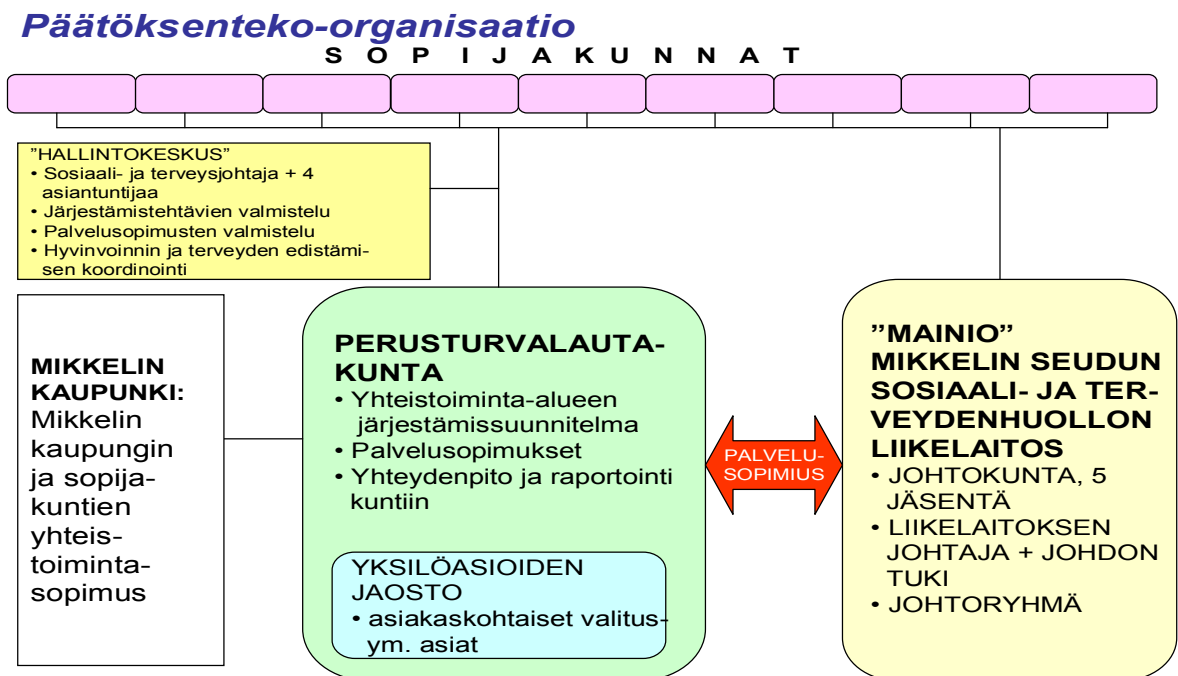 Päätöksenteko-organisaatio
S O P I J A K U N N A T
”HALLINTOKESKUS”
• Sosiaali- ja terveysjohtaja + 4
asiantuntijaa
• Järjestämistehtävien valmistelu
• Palvelusopimusten valmistelu
• Hyvinvoinnin ja terveyden edistämi-
sen koordinointi
MIKKELIN
KAUPUNKI:
Mikkelin
kaupungin
ja sopija-
kuntien
yhteis-
toiminta-
sopimus
PERUSTURVALAUTA-
KUNTA
• Yhteistoiminta-alueen
järjestämissuunnitelma
• Palvelusopimukset
• Yhteydenpito ja raportointi
kuntiin
YKSILÖASIOIDEN
JAOSTO
• asiakaskohtaiset valitus-
ym. asiat
PALVELU-
SOPIMIUS
”MAINIO”
MIKKELIN SEUDUN
SOSIAALI- JA TER-
VEYDENHUOLLON
LIIKELAITOS
• JOHTOKUNTA, 5
JÄSENTÄ
• LIIKELAITOKSEN
JOHTAJA + JOHDON
TUKI
• JOHTORYHMÄ